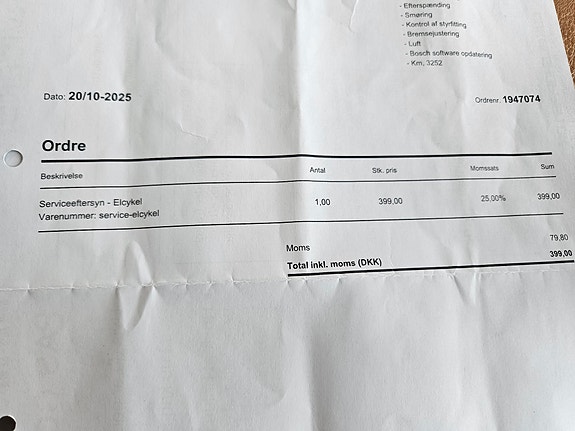 - Efterspænding
- Smøring
- Kontrol af styrfitting
- Bremsejustering
- Luft
- Bosch software opdatering
- Km. 3252
Dato: 20/10-2025
Ordrenr. 1947074
Ordre
Beskrivelse Antal Stk. pris Momssats Sum
Serviceeftersyn - Elcykel 1,00 399,00 25,00% 399,00
Varenummer: service-elcykel
Moms 79,80
Total inkl. moms (DKK) 399,00